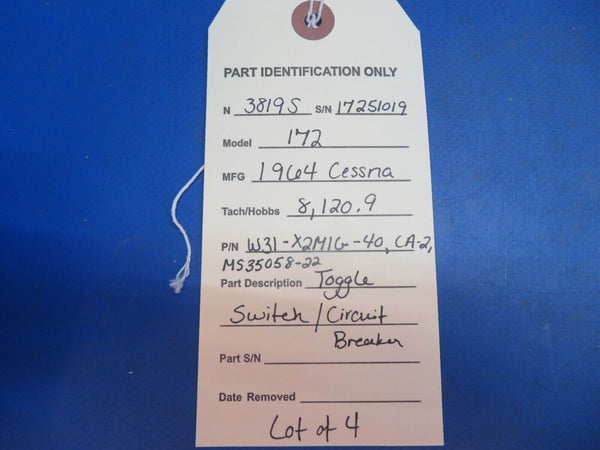 PART IDENTIFICATION ONLY
N 3819S S/N 17251019
Model 172
MFG 1964 Cessna
Tach/Hobbs 8,120.9
P/N W31-X2M1G-40, CA-2,
MS35058-22
Part Description Toggle
Switch / Circuit
Breaker
Part S/N
Date Removed
Lot of 4